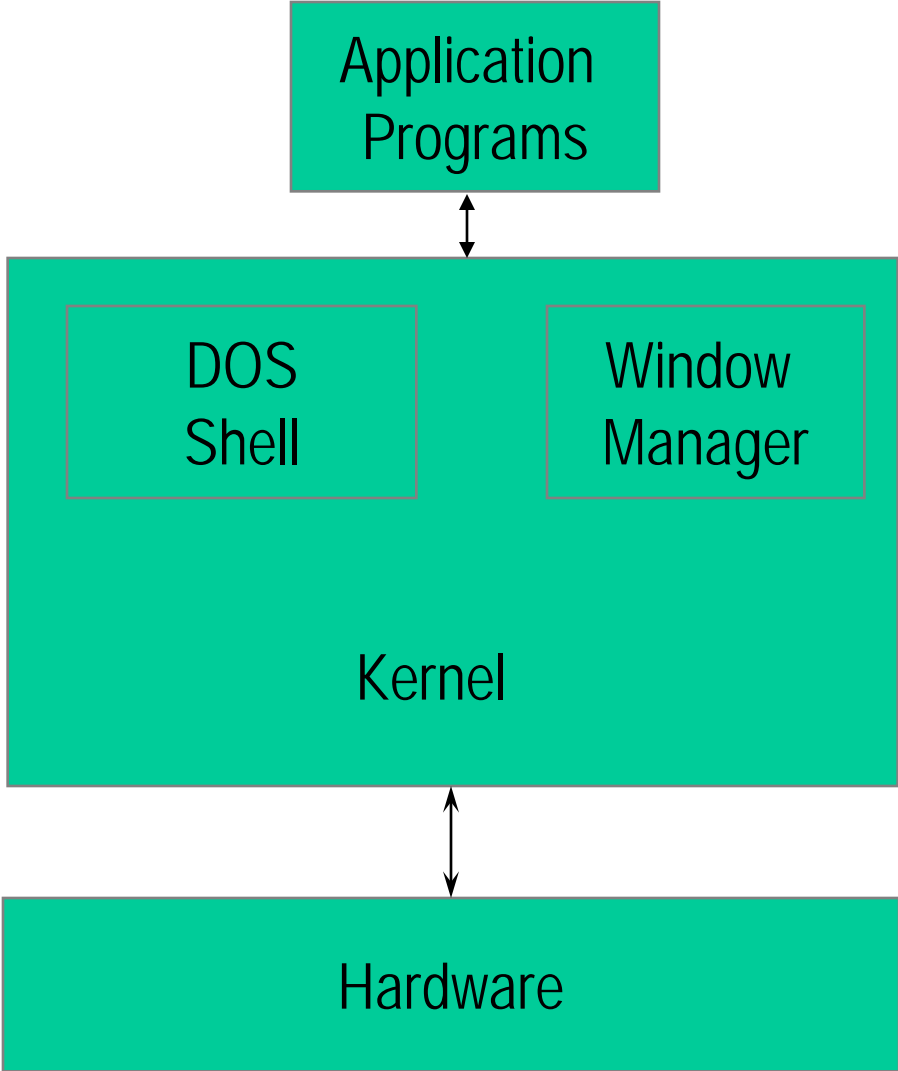 Application
Programs
DOS
Shell
Window
Manager
Kernel
Hardware